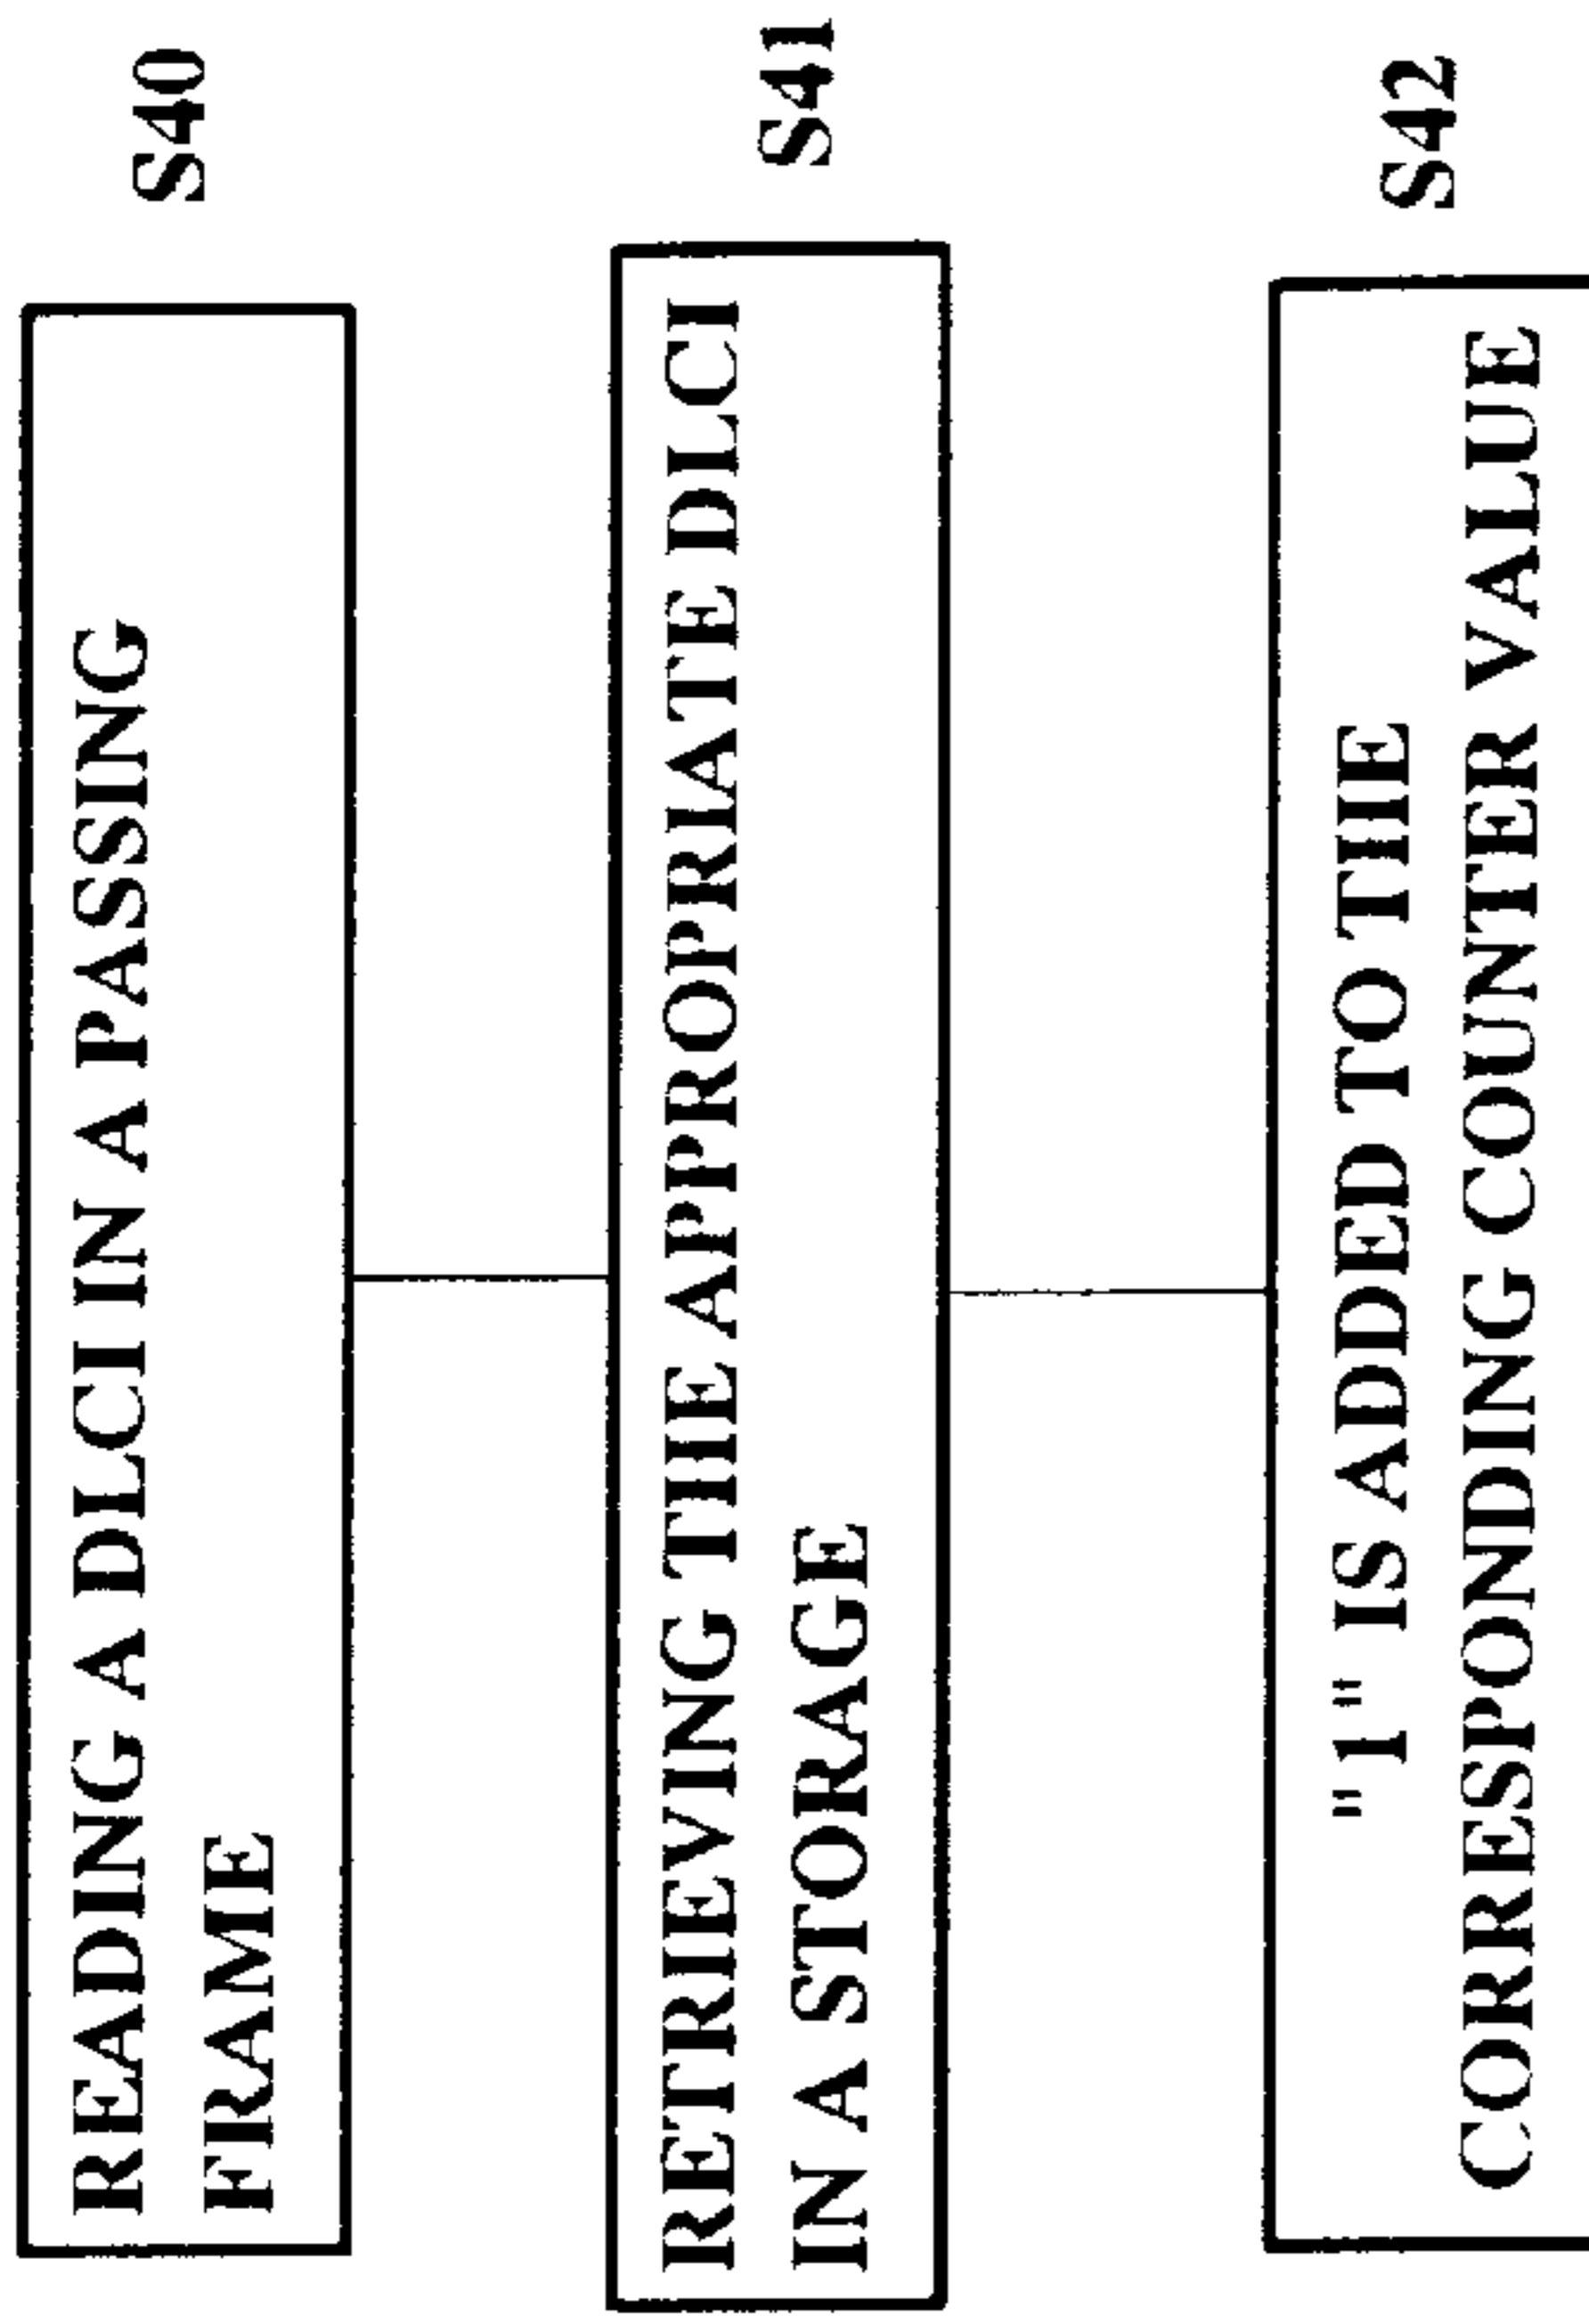 READING A DLCI IN A PASSING
FRAME
S40
RETRIEVING THE APPROPRIATE DLCI
IN A STORAGE
S41
"1" IS ADDED TO THE
CORRESPONDING COUNTER VALUE
S42